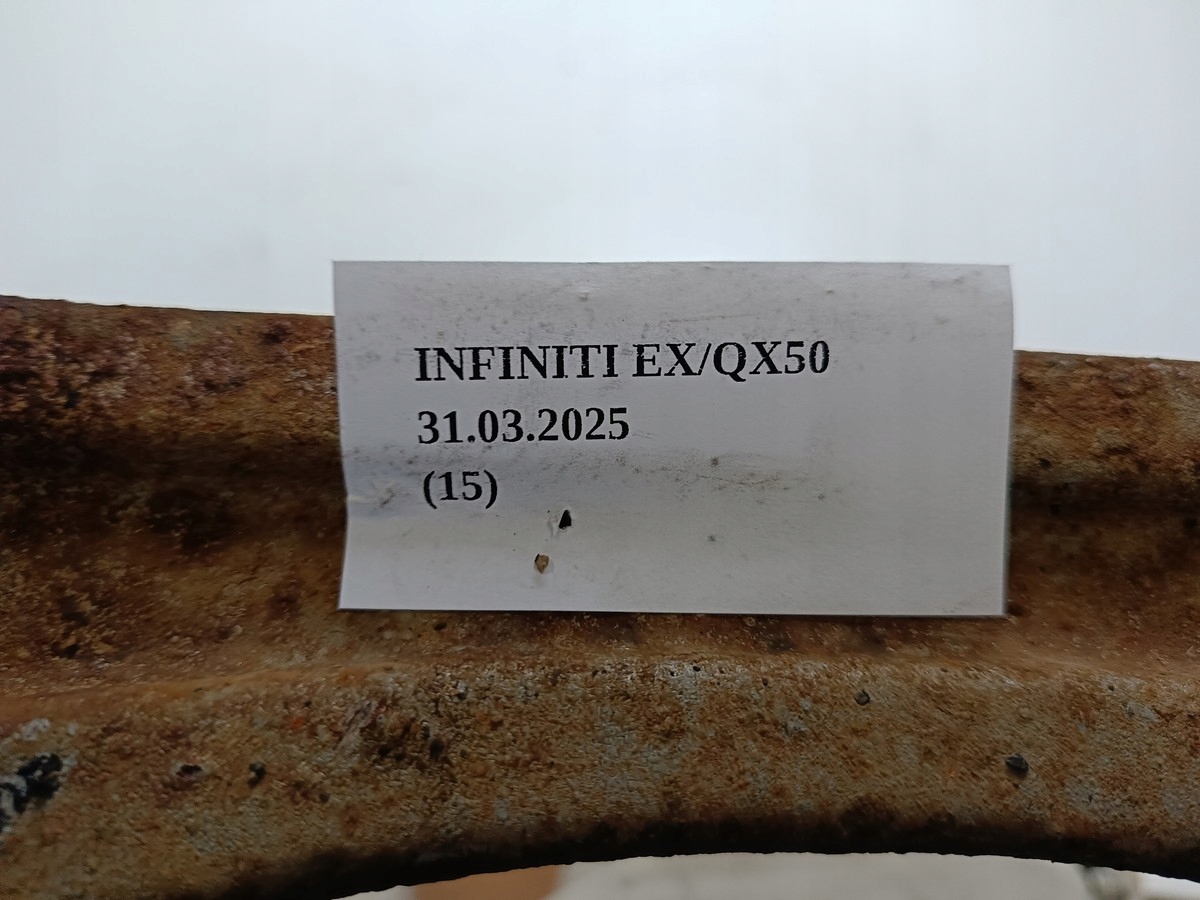 INFINITI EX/QX50
31.03.2025
(15)